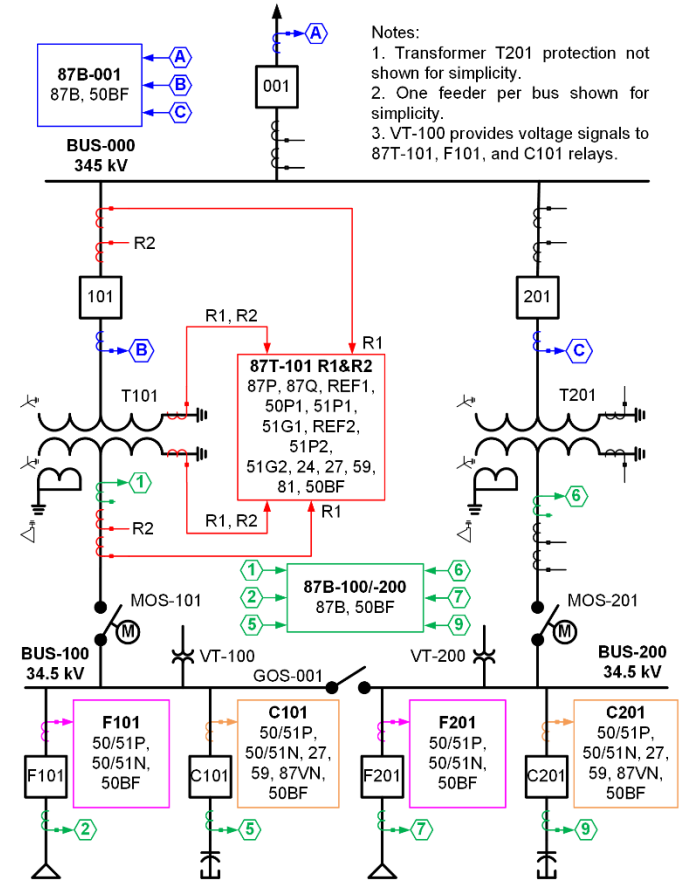 Notes:
1. Transformer T201 protection not
shown for simplicity.
2. One feeder per bus shown for
simplicity.
3. VT-100 provides voltage signals to
87T-101, F101, and C101 relays.
A
87B-001
87B, 50BF
A
B
C
001
BUS-000
345 kV
R2
101
201
R1, R2
R1
B
C
87T-101 R1&R2
87P, 87Q, REF1,
50P1, 51P1,
51G1, REF2,
51P2,
51G2, 24, 27, 59,
81, 50BF
T101
T201
1
6
R2
R1, R2
R1
1
2
5
87B-100/-200
87B, 50BF
6
7
9
MOS-101
M
MOS-201
M
BUS-100
34.5 kV
VT-100
GOS-001
VT-200
BUS-200
34.5 kV
F101
50/51P,
50/51N,
50BF
C101
50/51P,
50/51N, 27,
59, 87VN,
50BF
F201
50/51P,
50/51N,
50BF
C201
50/51P,
50/51N, 27,
59, 87VN,
50BF
F101
C101
F201
C201
2
5
7
9